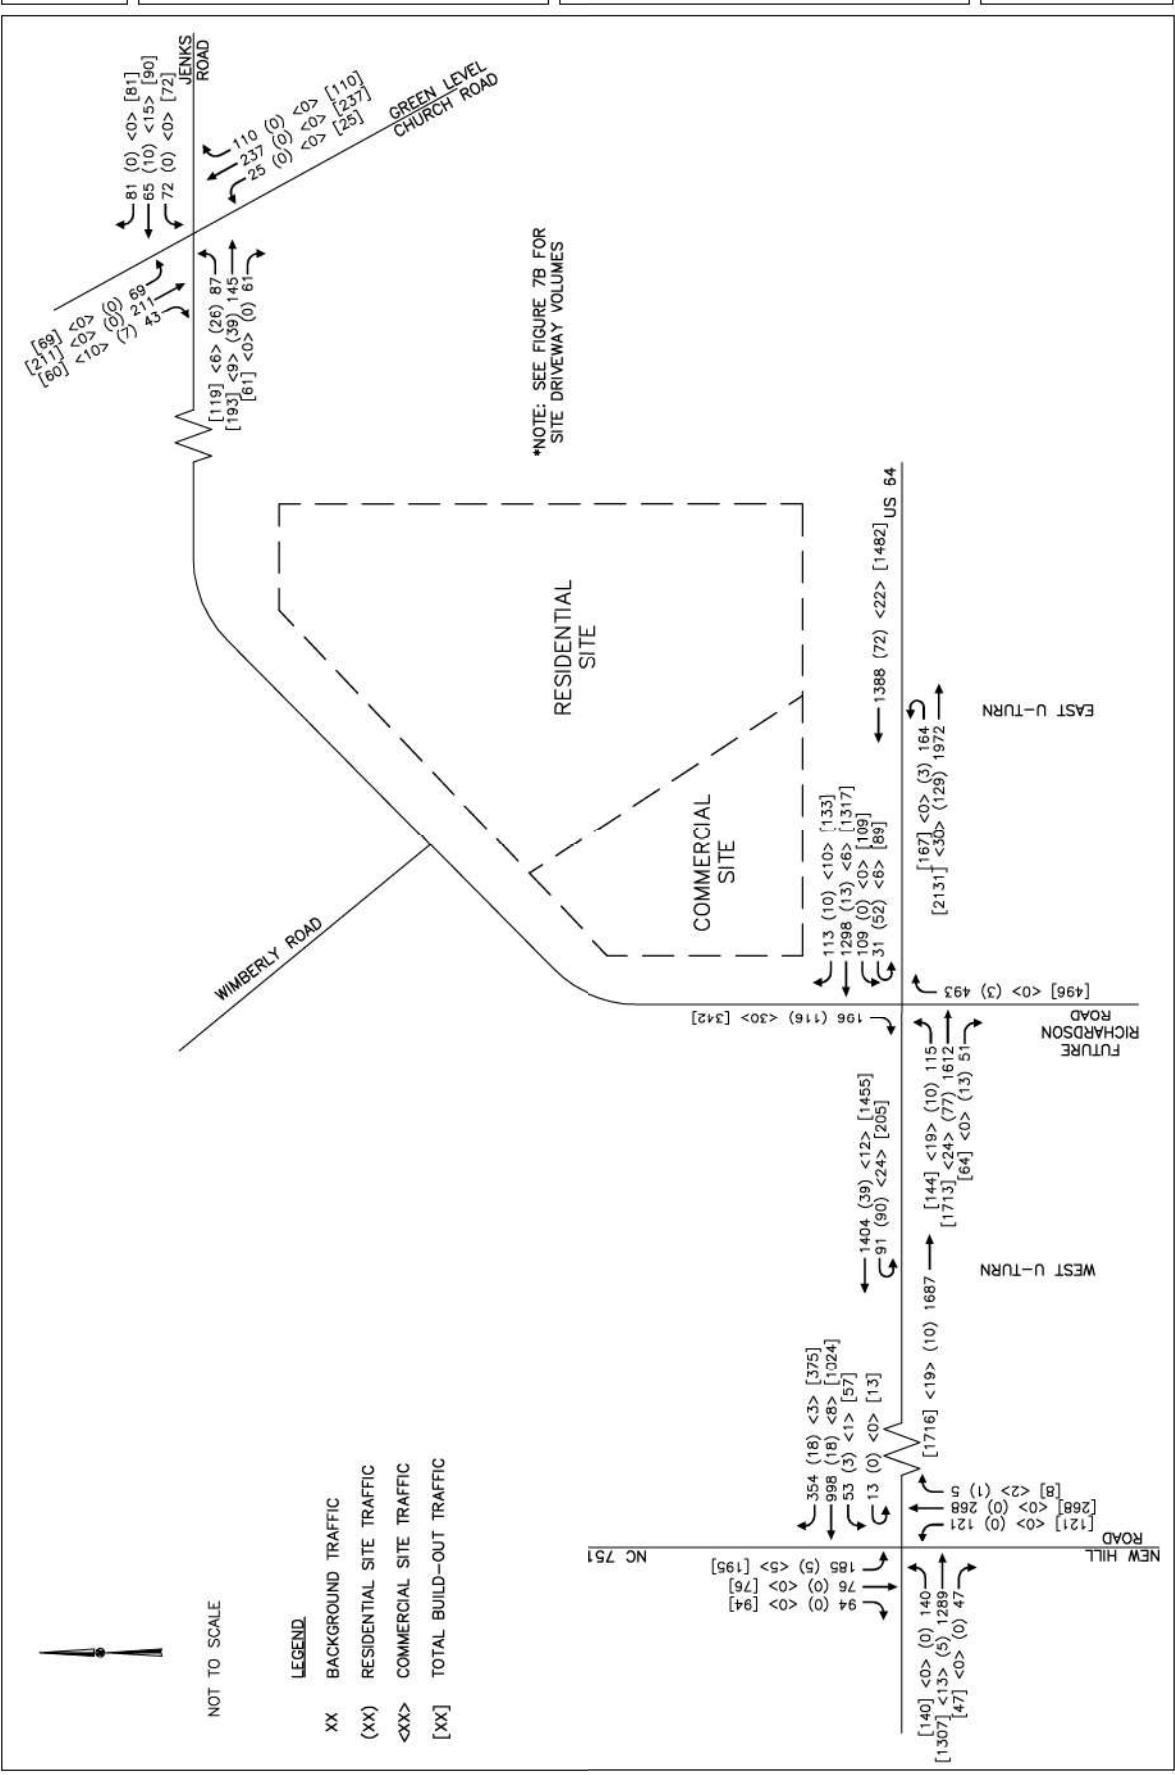 JENKS
ROAD
81 (0) <0> [81]
65 (10) <15> [90]
72 (0) <0> [72]
110 (0) <0> [110]
237 (0) <0> [237]
25 (0) <0> [25]
GREEN LEVEL
CHURCH ROAD
[69] <0> (0) 69
[211] <0> (0) 211
[60] <10> (7) 43
[119] <6> (26) 87
[193] <9> (39) 145
[61] <0> (0) 61
*NOTE: SEE FIGURE 7B FOR
SITE DRIVEWAY VOLUMES
RESIDENTIAL
SITE
COMMERCIAL
SITE
WIMBERLY ROAD
US 64
1388 (72) <22> [1482]
EAST U-TURN
[167] <0> (3) 164
[2131] <30> (129) 1972
113 (10) <10> [133]
1298 (13) <6> [1317]
109 (0) <0> [109]
31 (52) <6> [89]
[496] <0> (3) 493
196 (116) <30> [342]
FUTURE
RICHARDSON
ROAD
[144] <19> (10) 115
[1713] <24> (77) 1612
[64] <0> (13) 51
1404 (39) <12> [1455]
91 (90) <24> [205]
WEST U-TURN
[1716] <19> (10) 1687
354 (18) <3> [375]
998 (18) <8> [1024]
53 (3) <1> [57]
13 (0) <0> [13]
[8] <2> (1) 5
[268] <0> (0) 268
[121] <0> (0) 121
NC 751
NEW HILL
ROAD
185 (5) <5> [195]
76 (0) <0> [76]
94 (0) <0> [94]
[140] <0> (0) 140
[1307] <13> (5) 1289
[47] <0> (0) 47
NOT TO SCALE
LEGEND
XX BACKGROUND TRAFFIC
(XX) RESIDENTIAL SITE TRAFFIC
<XX> COMMERCIAL SITE TRAFFIC
[XX] TOTAL BUILD-OUT TRAFFIC